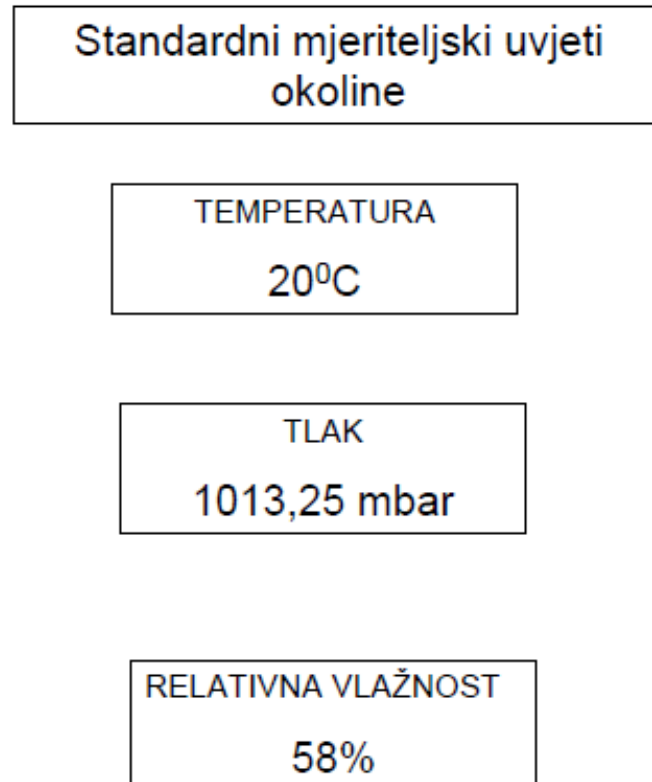 Standardni mjeriteljski uvjeti
okoline
TEMPERATURA
20⁰C
TLAK
1013,25 mbar
RELATIVNA VLAŽNOST
58%